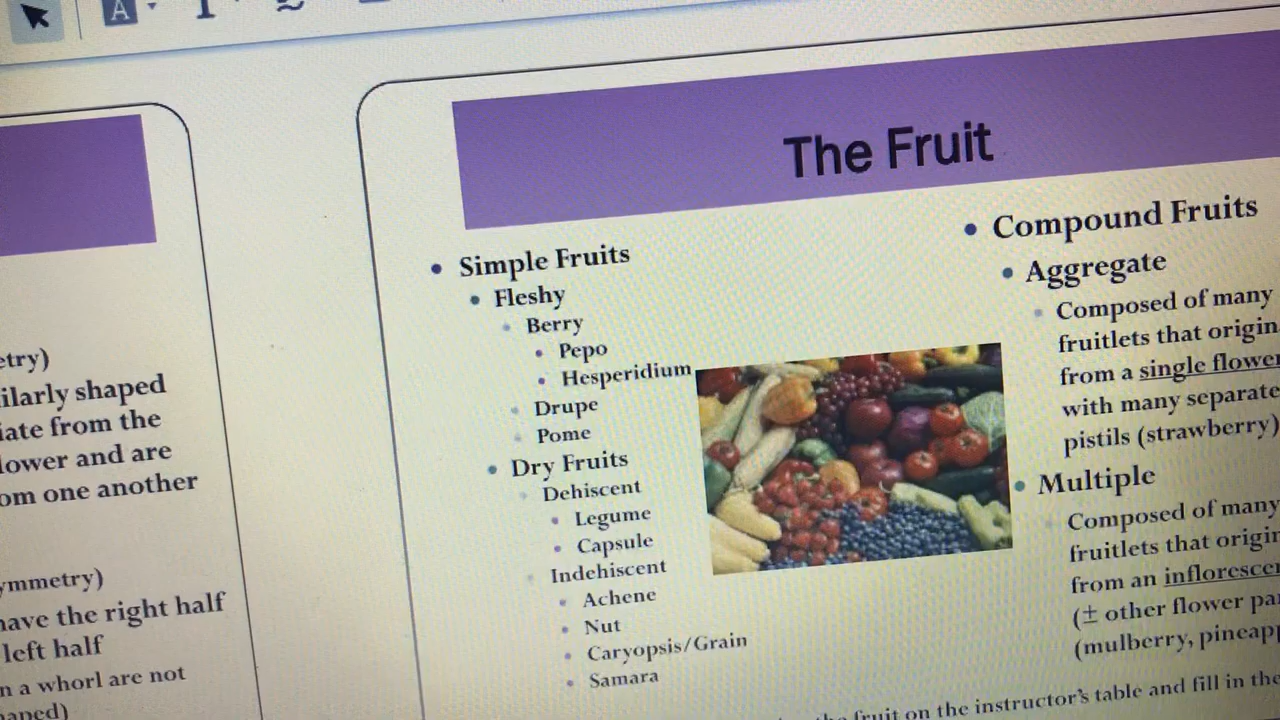 The Fruit
Simple Fruits
Fleshy
Berry
Pepo
Hesperidium
Drupe
Pome
Dry Fruits
Dehiscent
Legume
Capsule
Indehiscent
Achene
Nut
Caryopsis/Grain
Samara
Compound Fruits
Aggregate
Composed of many
fruitlets that origin
from a single flower
with many separate
pistils (strawberry)
Multiple
Composed of many
fruitlets that origin
from an inflorescen
(± other flower pa
(mulberry, pineapp
the fruit on the instructor's table and fill in the
etry)
ilarly shaped
iate from the
lower and are
om one another
ymmetry)
have the right half
left half
n a whorl are not
haped)
A